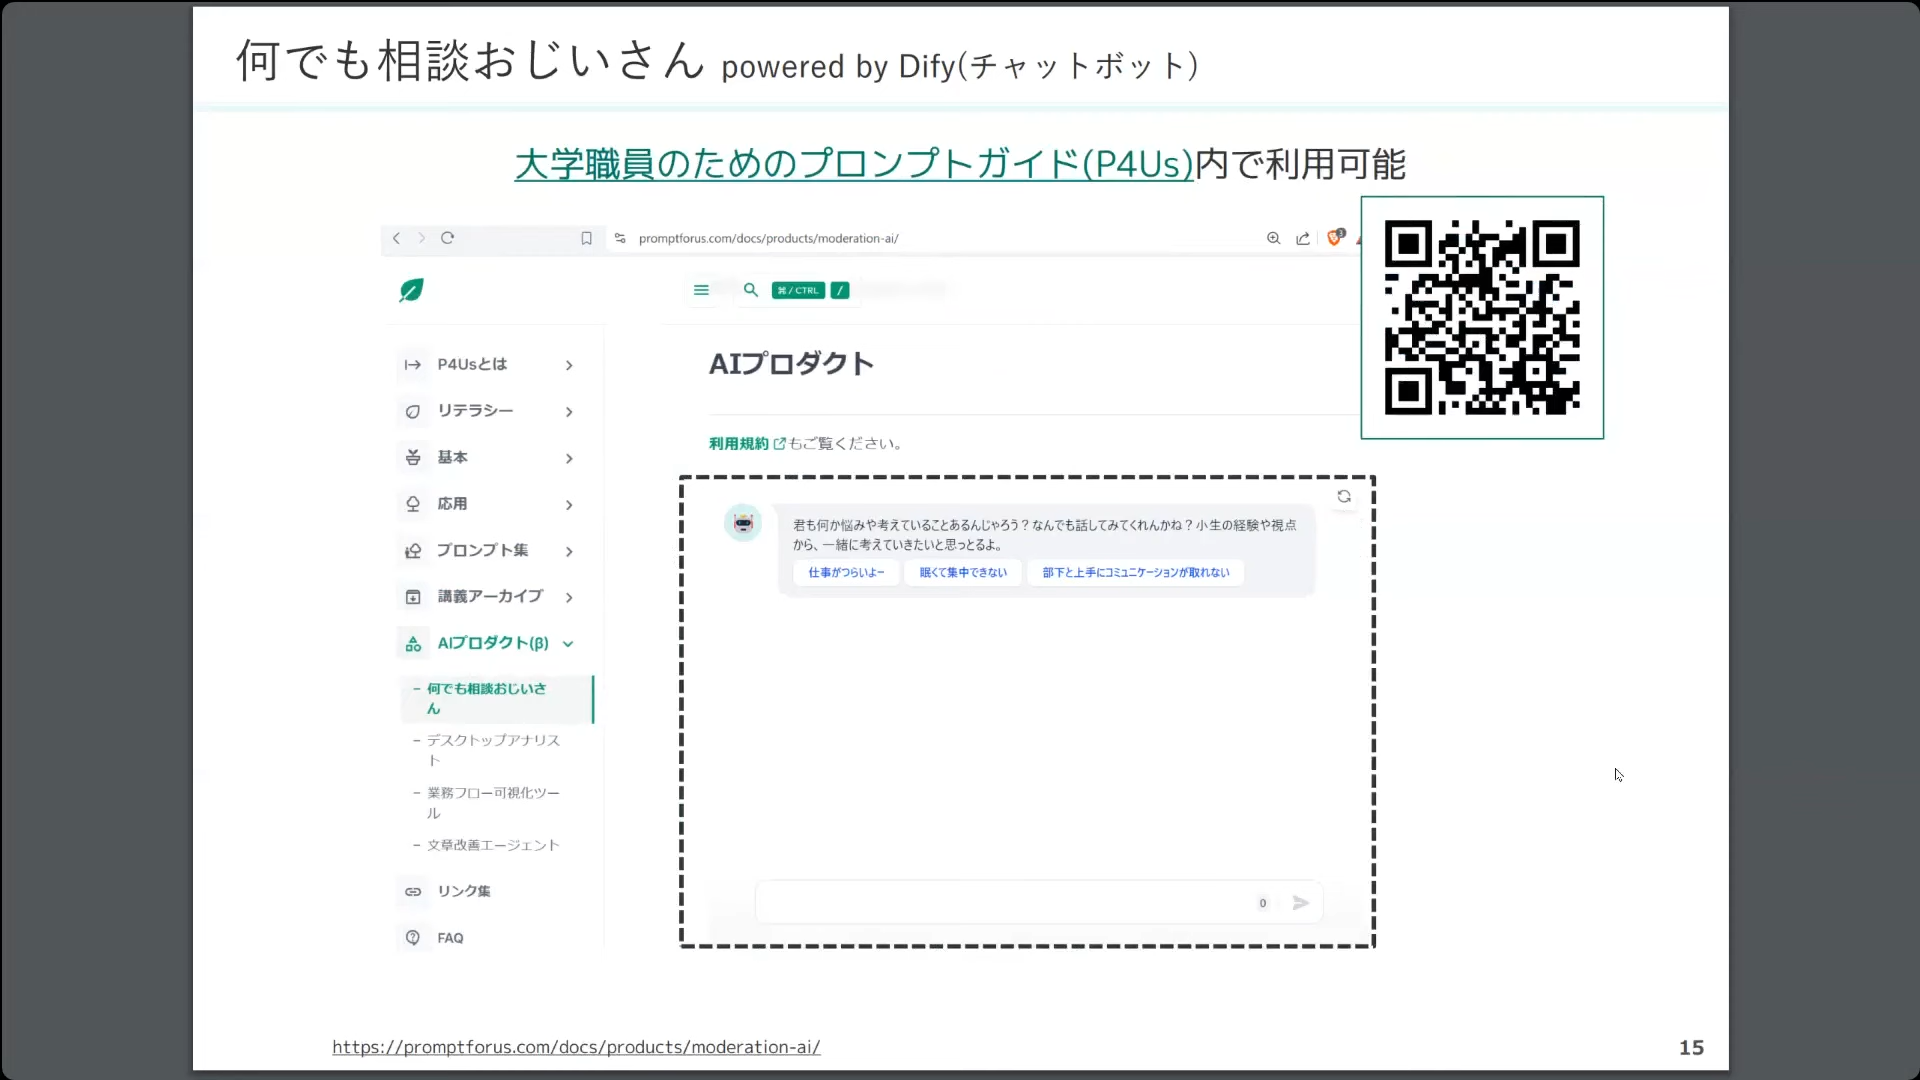 何でも相談おじいさん powered by Dify(チャットボット)
大学職員のためのプロンプトガイド(P4Us)内で利用可能
promptforus.com/docs/products/moderation-ai/
3
⌘ / CTRL /
P4Usとは
リテラシー
基本
応用
プロンプト集
講義アーカイブ
AIプロダクト(β)
− 何でも相談おじいさ
ん
− デスクトップアナリス
ト
− 業務フロー可視化ツー
ル
− 文章改善エージェント
リンク集
FAQ
AIプロダクト
利用規約もご覧ください。
君も何か悩みや考えていることあるんじゃろう？なんでも話してみてくれんかね？小生の経験や視点
から、一緒に考えていきたいと思っとるよ。
仕事がつらいよー 眠くて集中できない 部下と上手にコミュニケーションが取れない
0
https://promptforus.com/docs/products/moderation-ai/
15